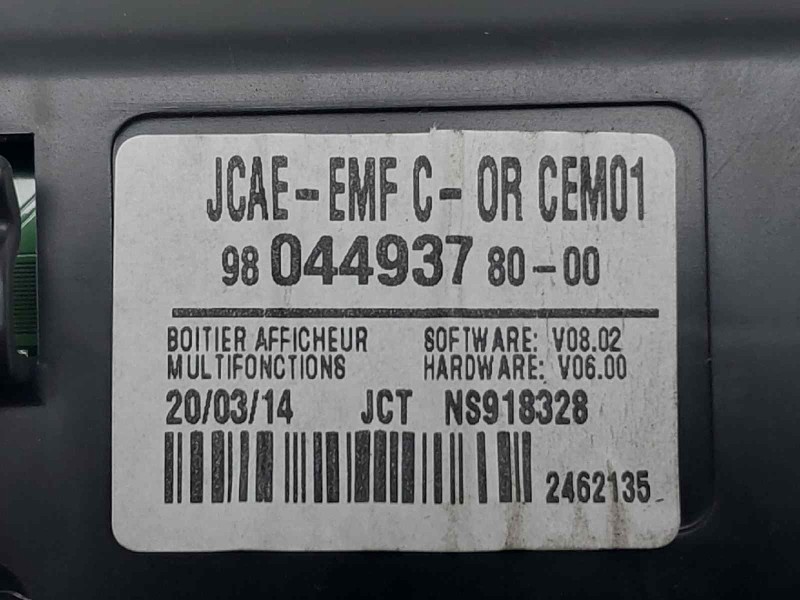 JCAE-EMF C-OR CEM01
98 044937 80-00
BOITIER AFFICHEUR SOFTWARE: V08.02
MULTIFONCTIONS HARDWARE: V06.00
20/03/14 JCT NS918328
2462135